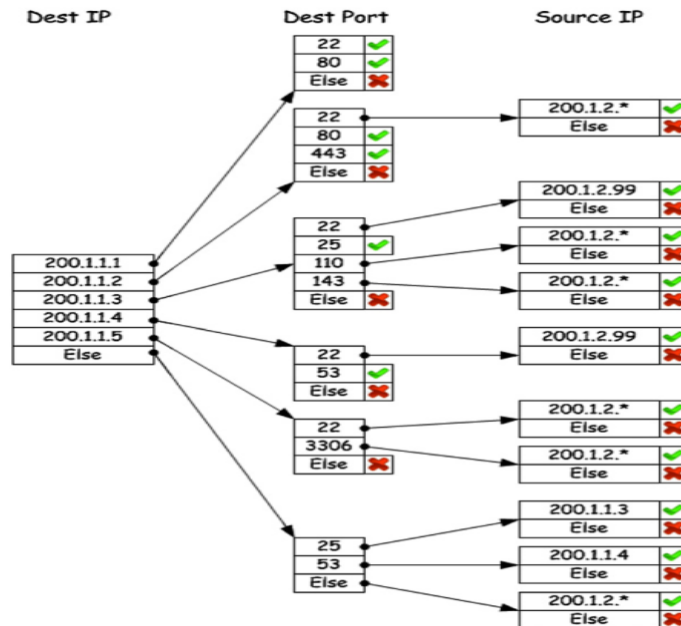 Dest IP
Dest Port
Source IP
200.1.1.1
200.1.1.2
200.1.1.3
200.1.1.4
200.1.1.5
Else
22
80
Else
22
80
443
Else
22
25
110
143
Else
22
53
Else
22
3306
Else
25
53
Else
200.1.2.*
Else
200.1.2.99
Else
200.1.2.*
Else
200.1.2.*
Else
200.1.2.99
Else
200.1.2.*
Else
200.1.2.*
Else
200.1.1.3
Else
200.1.1.4
Else
200.1.2.*
Else